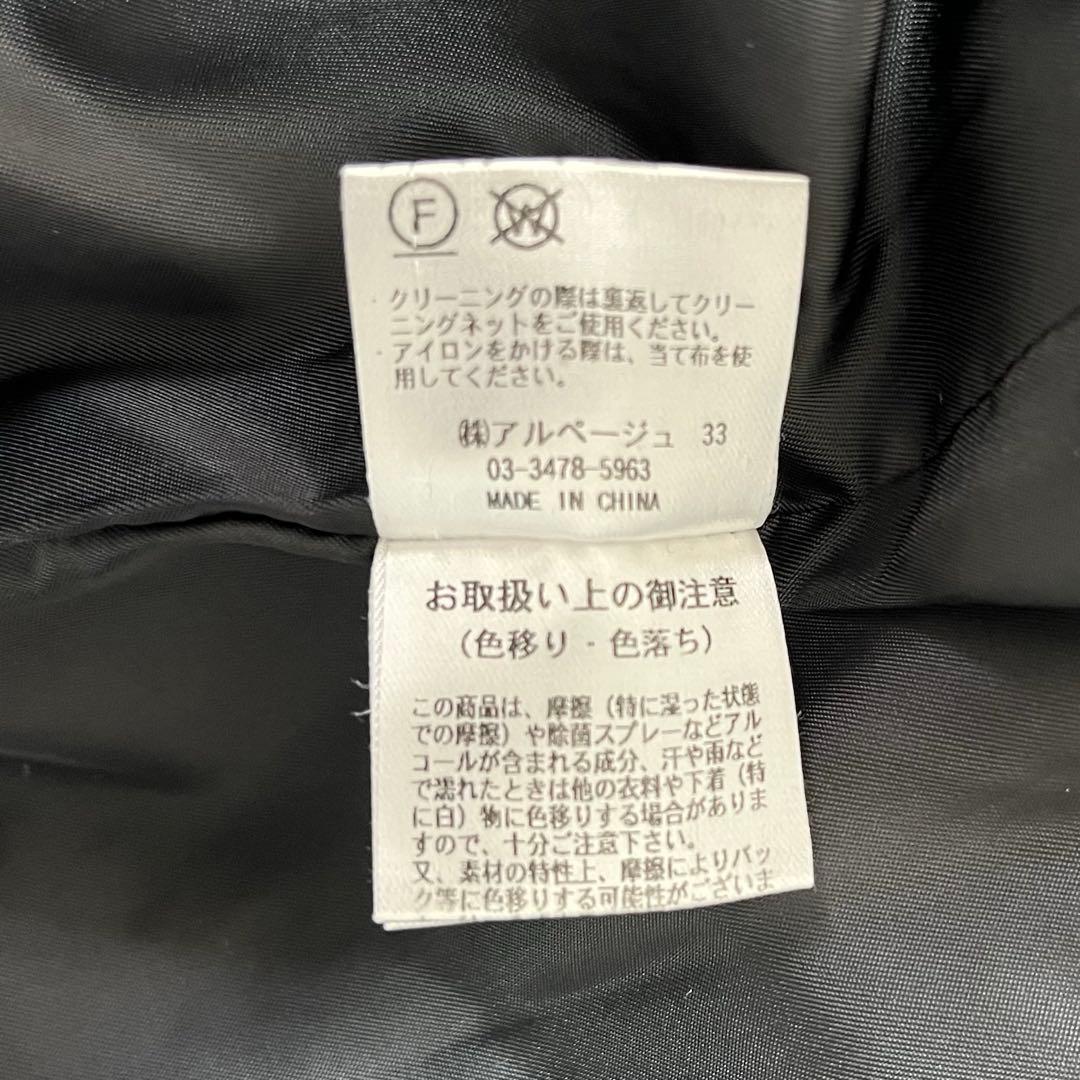 F W
・クリーニングの際は裏返してクリー
ニングネットをご使用ください。
・アイロンをかける際は、当て布を使
用してください。
㈱アルページュ 33
03-3478-5963
MADE IN CHINA
お取扱い上の御注意
（色移り・色落ち）
この商品は、摩擦（特に湿った状態
での摩擦）や除菌スプレーなどアル
コールが含まれる成分、汗や雨など
で濡れたときは他の衣料や下着（特
に白）物に色移りする場合がありま
すので、十分ご注意下さい。
又、素材の特性上、摩擦によりバッ
ク等に色移りする可能性がございま